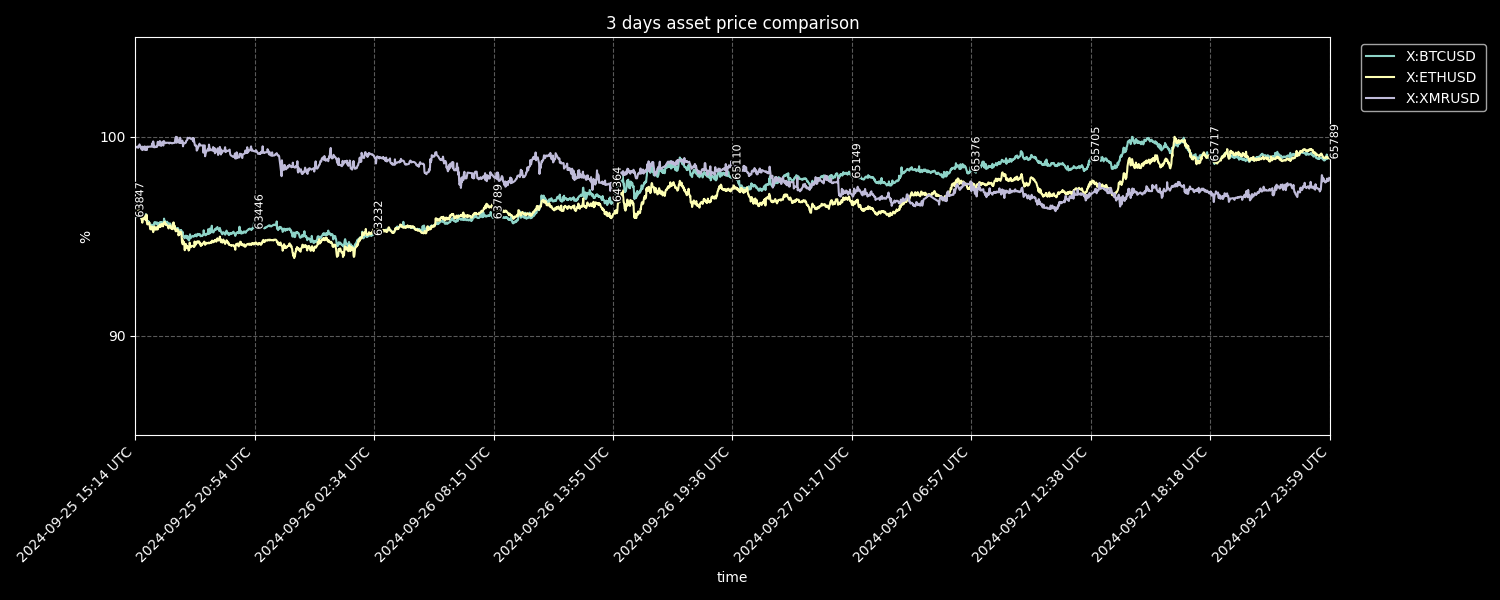 3 days asset price comparison
X:BTCUSD
X:ETHUSD
X:XMRUSD
100
90
%
63847
63446
63232
63789
64364
65110
65149
65376
65705
65717
65789
2024-09-25 15:14 UTC
2024-09-25 20:54 UTC
2024-09-26 02:34 UTC
2024-09-26 08:15 UTC
2024-09-26 13:55 UTC
2024-09-26 19:36 UTC
2024-09-27 01:17 UTC
2024-09-27 06:57 UTC
2024-09-27 12:38 UTC
2024-09-27 18:18 UTC
2024-09-27 23:59 UTC
time